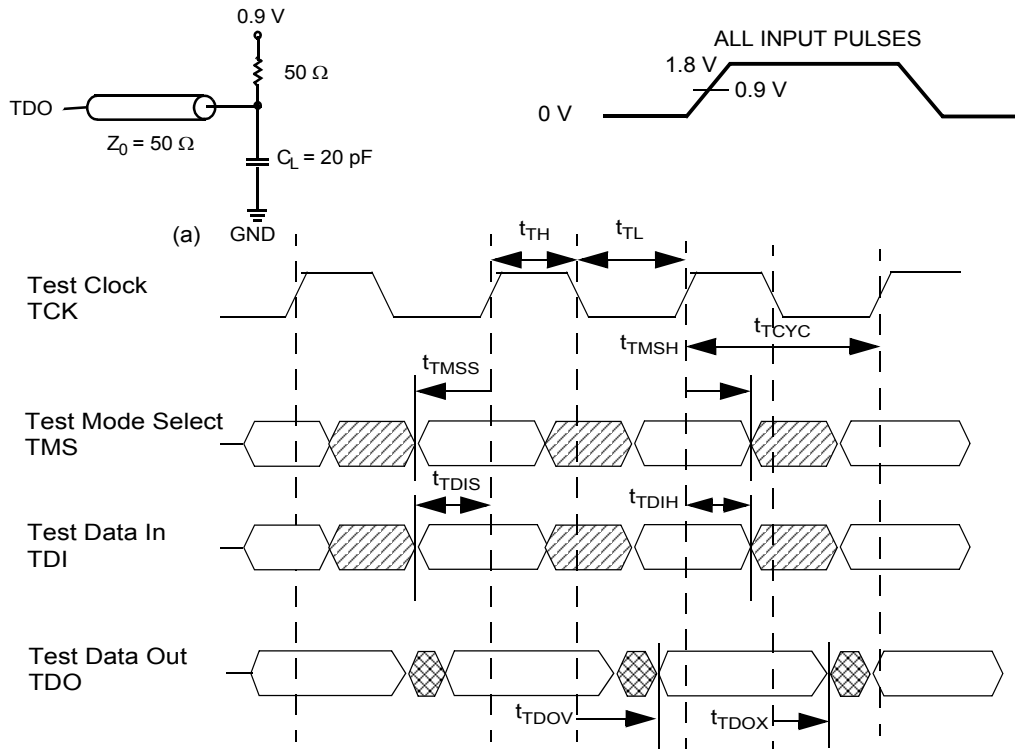 0.9 V
50 Ω
TDO
Z0 = 50 Ω
CL = 20 pF
(a)
GND
ALL INPUT PULSES
1.8 V
0.9 V
0 V
tTH
tTL
Test Clock
TCK
tTMSH
tTCYC
tTMSS
Test Mode Select
TMS
tTDIS
tTDIH
Test Data In
TDI
Test Data Out
TDO
tTDOV
tTDOX